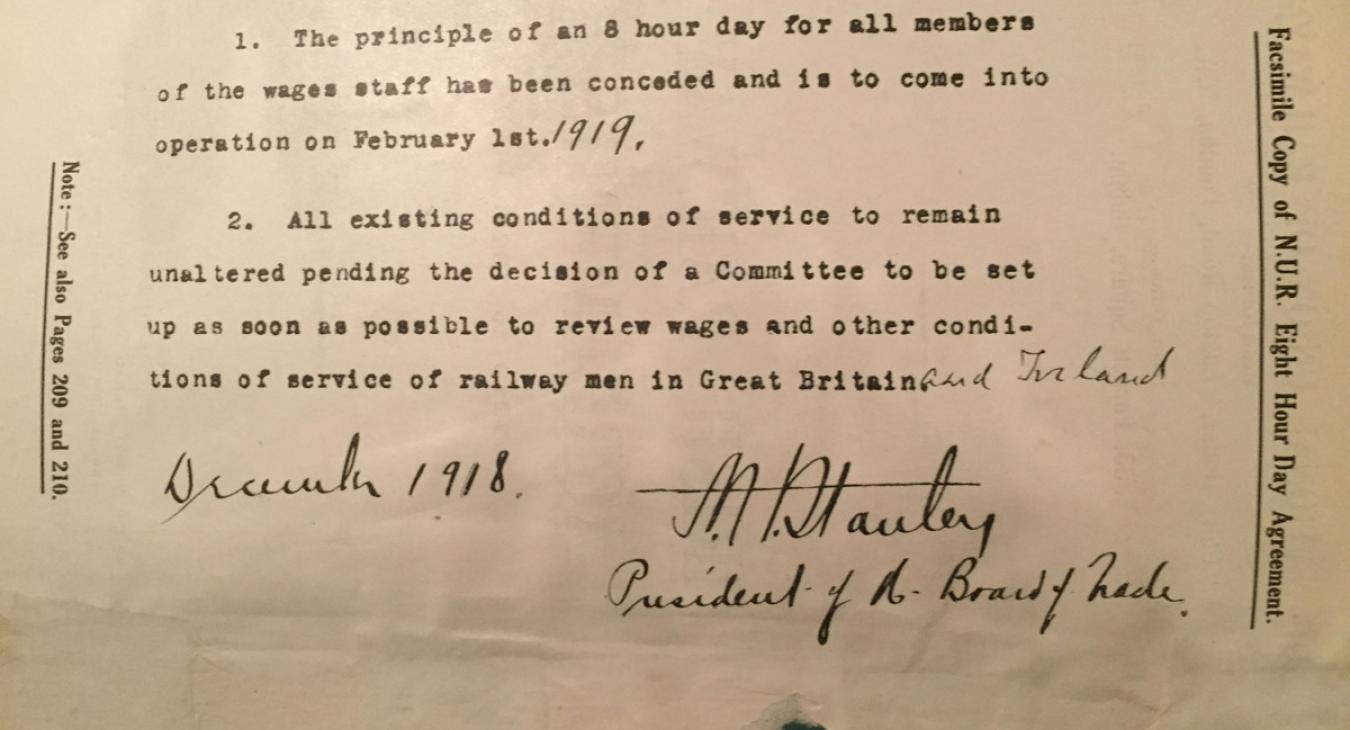 1. The principle of an 8 hour day for all members
of the wages staff has been conceded and is to come into
operation on February 1st. 1919.
2. All existing conditions of service to remain
unaltered pending the decision of a Committee to be set
up as soon as possible to review wages and other condi-
tions of service of railway men in Great Britain and Ireland
December 1918.
A. H. Stanley
President of the Board of Trade.
Note:—See also Pages 209 and 210.
Facsimile Copy of N.U.R. Eight Hour Day Agreement.